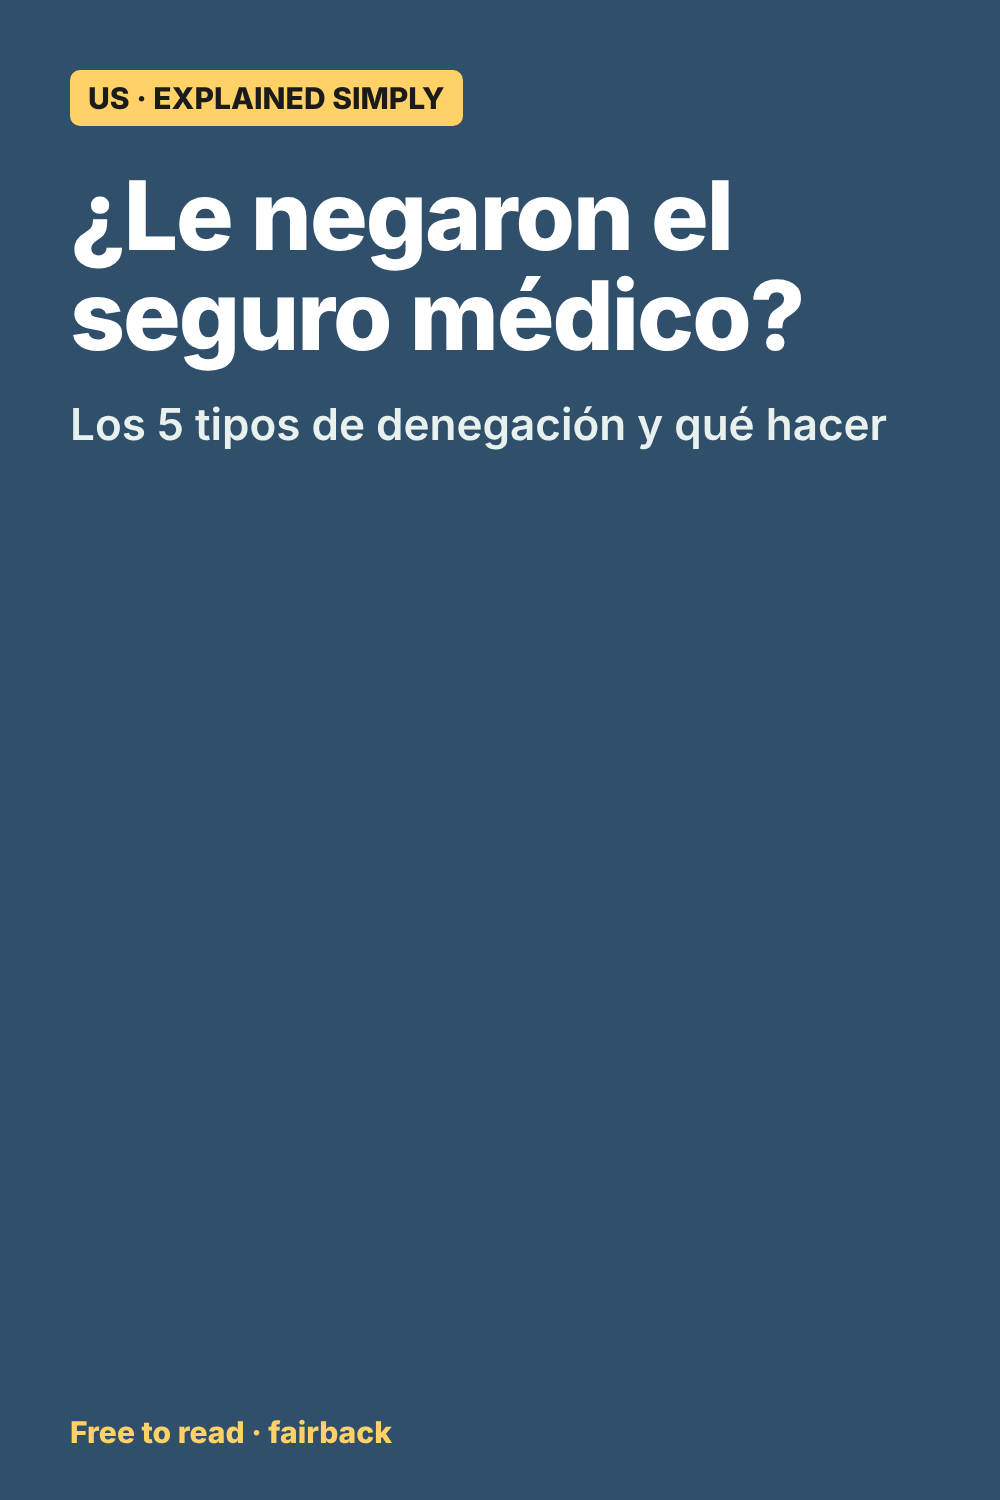 US · EXPLAINED SIMPLY
¿Le negaron el
seguro médico?
Los 5 tipos de denegación y qué hacer
Free to read · fairback